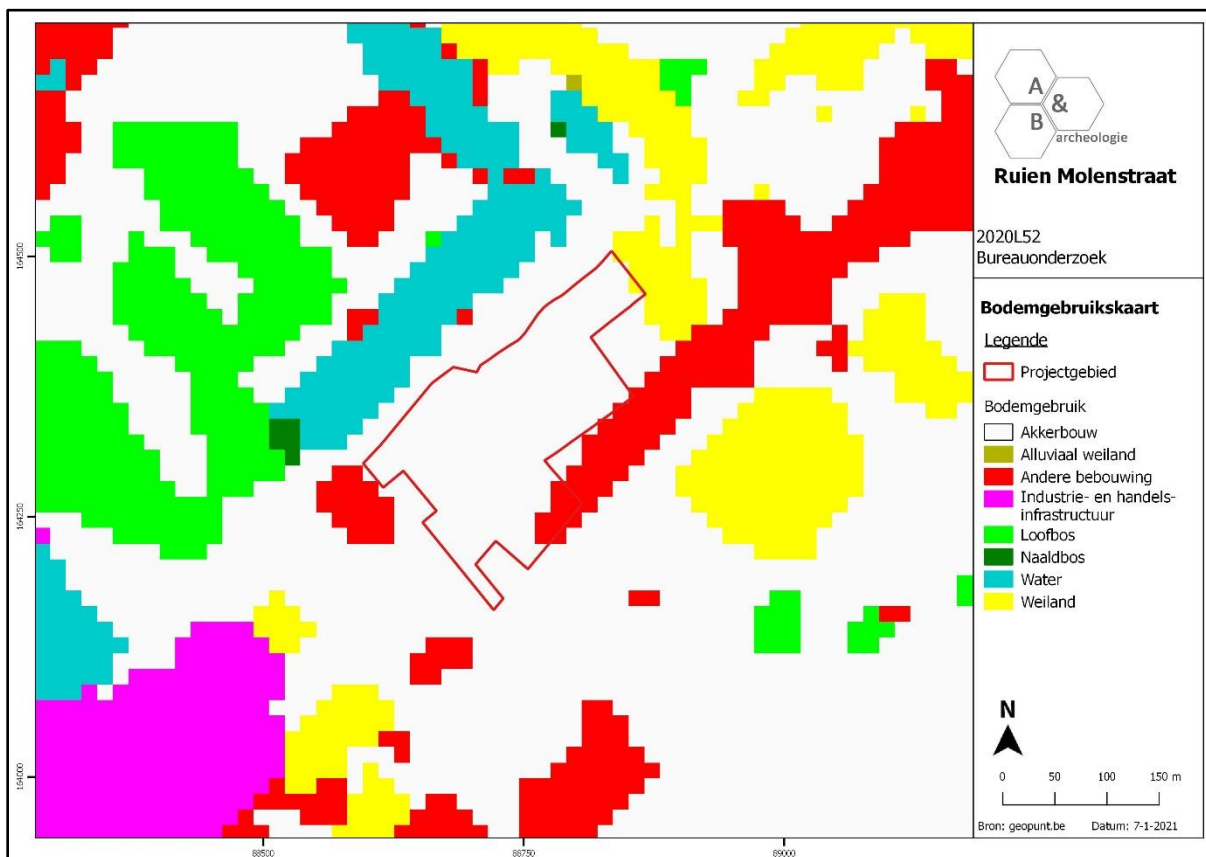 A
&
B
archeologie
Ruien Molenstraat
2020L52
Bureauonderzoek
Bodemgebruikskaart
Legende
Projectgebied
Bodemgebruik
Akkerbouw
Alluviaal weiland
Andere bebouwing
Industrie- en handels-
infrastructuur
Loofbos
Naaldbos
Water
Weiland
N
0 50 100 150 m
Bron: geopunt.be Datum: 7-1-2021
164500
164250
164000
88500 88750 89000